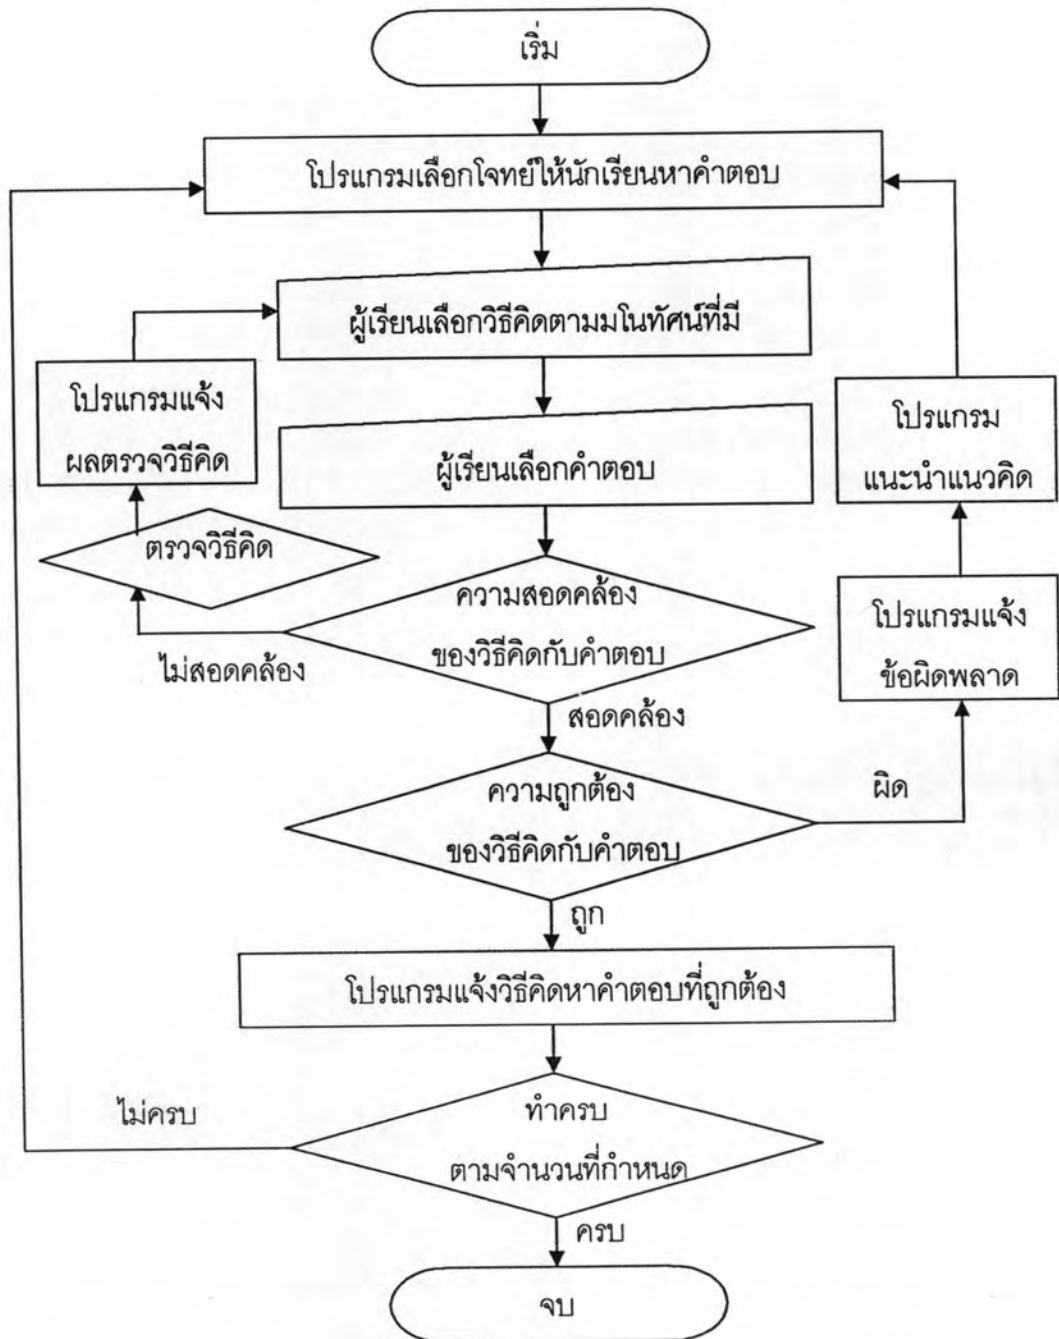 เริ่ม
โปรแกรมเลือกโจทย์ให้นักเรียนหาคำตอบ
ผู้เรียนเลือกวิธีคิดตามมโนทัศน์ที่มี
โปรแกรมแจ้ง
ผลตรวจวิธีคิด
ผู้เรียนเลือกคำตอบ
โปรแกรม
แนะนำแนวคิด
ตรวจวิธีคิด
ความสอดคล้อง
ของวิธีคิดกับคำตอบ
ไม่สอดคล้อง
โปรแกรมแจ้ง
ข้อผิดพลาด
สอดคล้อง
ความถูกต้อง
ของวิธีคิดกับคำตอบ
ผิด
ถูก
โปรแกรมแจ้งวิธีคิดหาคำตอบที่ถูกต้อง
ไม่ครบ
ทำครบ
ตามจำนวนที่กำหนด
ครบ
จบ